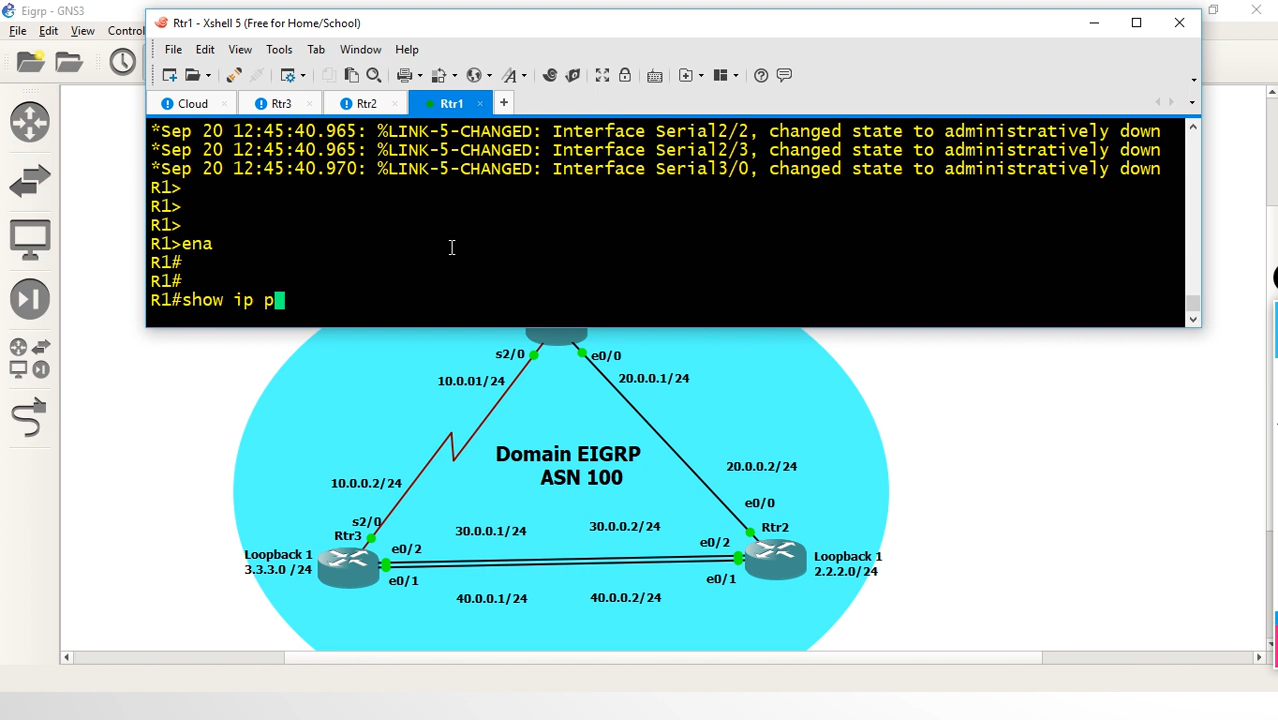 Eigrp - GNS3
File Edit View Control
Rtr1 - Xshell 5 (Free for Home/School)
File Edit View Tools Tab Window Help
Cloud × Rtr3 × Rtr2 × Rtr1 × +
*Sep 20 12:45:40.965: %LINK-5-CHANGED: Interface Serial2/2, changed state to administratively down
*Sep 20 12:45:40.965: %LINK-5-CHANGED: Interface Serial2/3, changed state to administratively down
*Sep 20 12:45:40.970: %LINK-5-CHANGED: Interface Serial3/0, changed state to administratively down
R1>
R1>
R1>
R1>ena
R1#
R1#
R1#show ip p
s2/0 e0/0
10.0.01/24 20.0.0.1/24
Domain EIGRP
ASN 100
10.0.0.2/24 20.0.0.2/24
e0/0
s2/0
Rtr3 30.0.0.1/24 30.0.0.2/24 Rtr2
e0/2 e0/2
Loopback 1
3.3.3.0 /24
Loopback 1
2.2.2.0/24
e0/1 e0/1
40.0.0.1/24 40.0.0.2/24